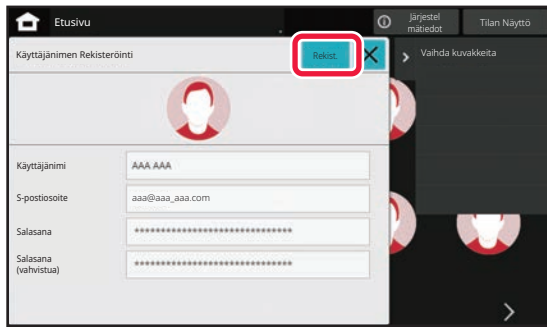 Etusivu
Järjestel
mätiedot
Tilan Näyttö
Käyttäjänimen Rekisteröinti
Rekist.
Vaihda kuvakkeita
Käyttäjänimi
AAA AAA
S-postiosoite
aaa@aaa_aaa.com
Salasana
********************************
Salasana
(vahvistua)
********************************